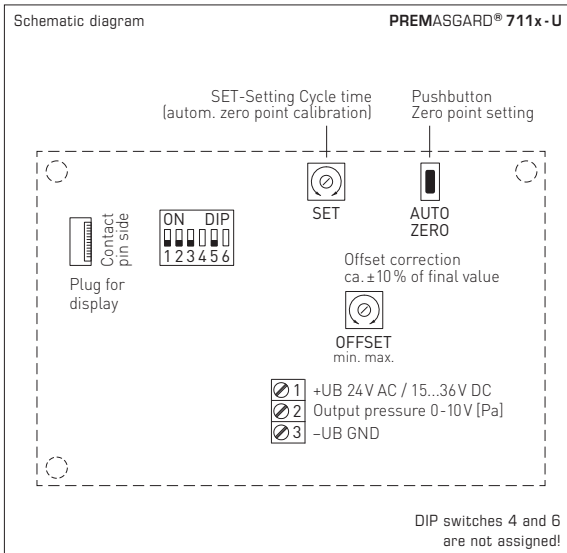 Schematic diagram
PREMASGARD® 711x - U
SET-Setting Cycle time
(autom. zero point calibration)
Pushbutton
Zero point setting
SET
AUTO
ZERO
Contact
pin side
Plug for
display
ON DIP
1 2 3 4 5 6
Offset correction
ca. ± 10 % of final value
OFFSET
min. max.
1 +UB 24 V AC / 15...36 V DC
2 Output pressure 0 - 10 V [Pa]
3 –UB GND
DIP switches 4 and 6
are not assigned!